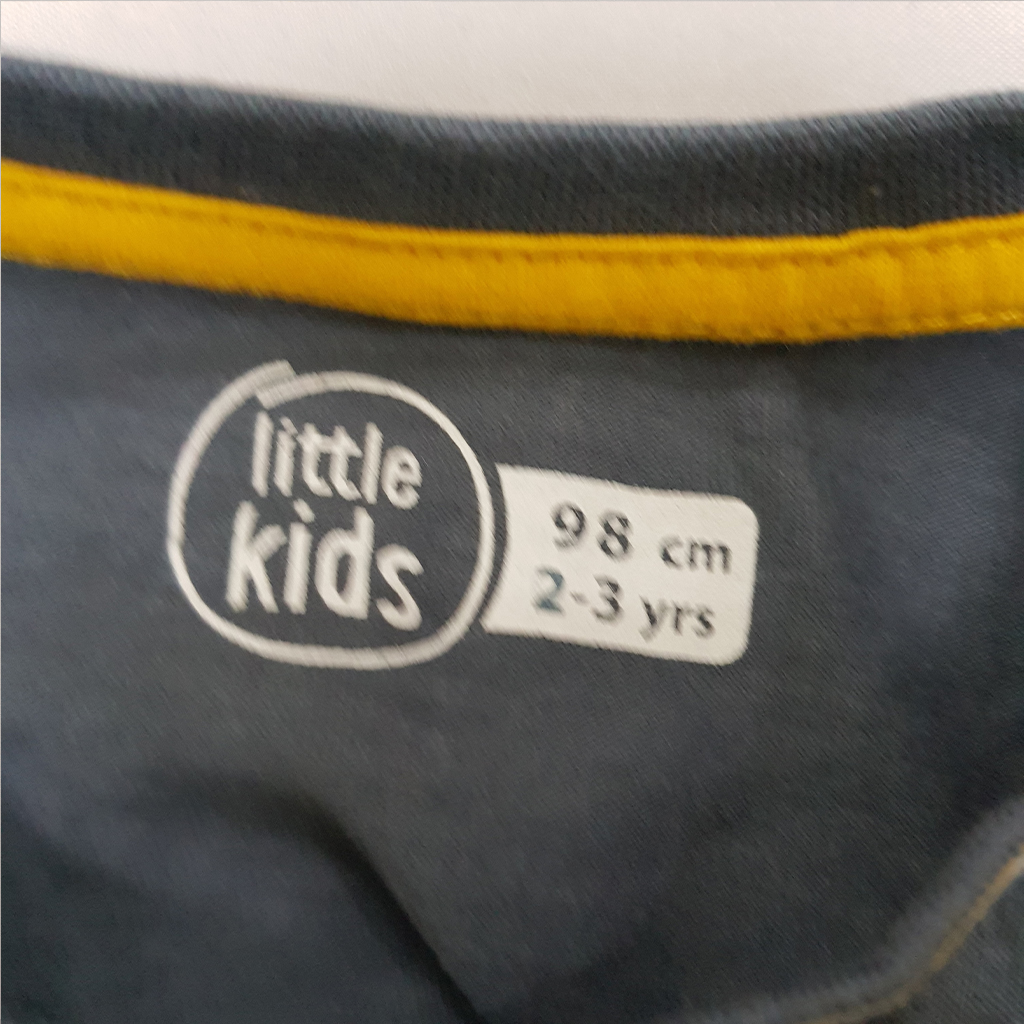 little
kids
98 cm
2-3 yrs